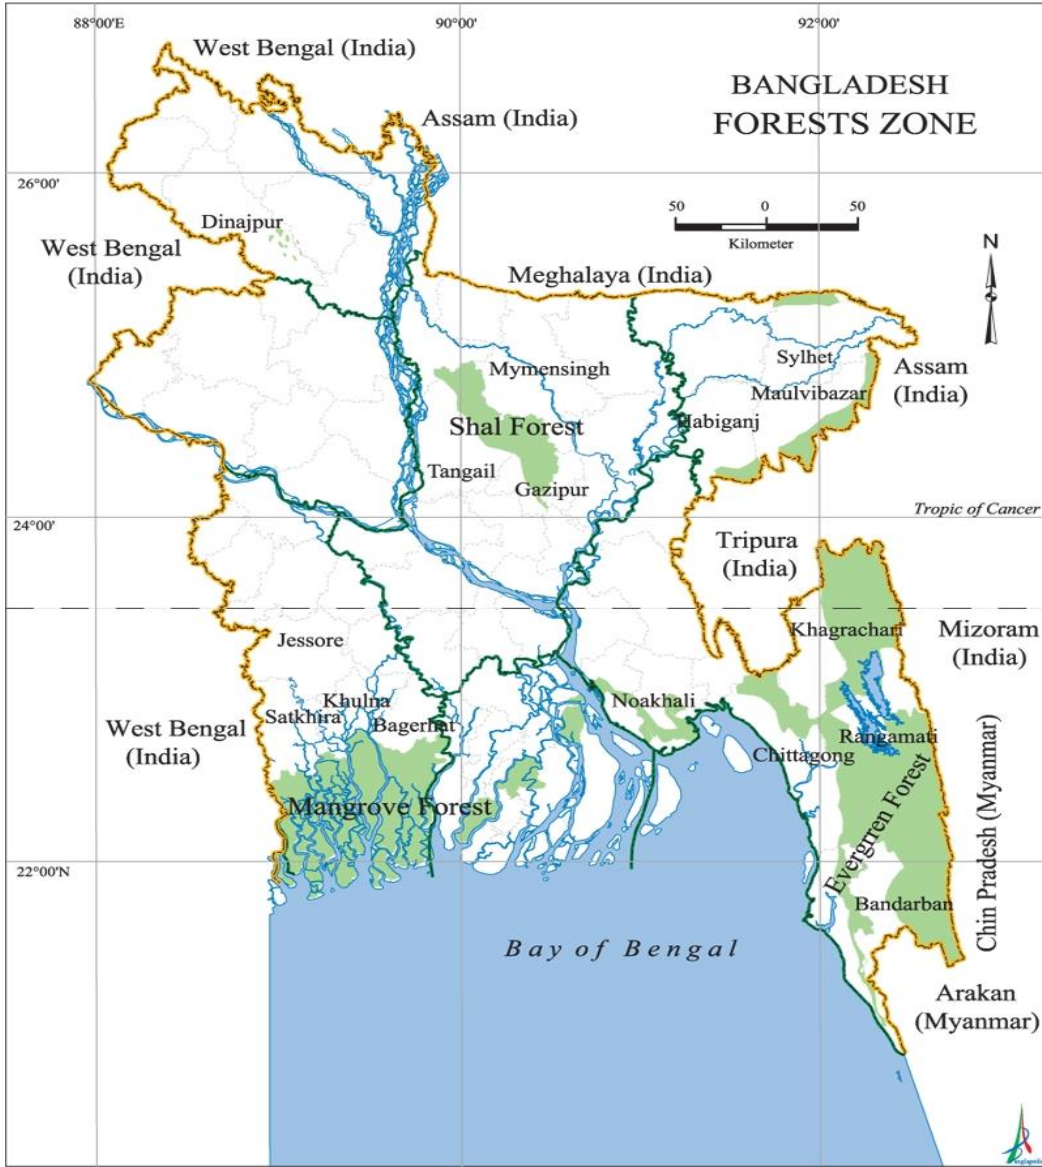 88°00'E
90°00'
92°00'
West Bengal (India)
BANGLADESH
FORESTS ZONE
Assam (India)
26°00'
50
0
50
Kilometer
N
Dinajpur
West Bengal
(India)
Meghalaya (India)
Sylhet
Assam
(India)
Mymensingh
Maulvibazar
Habiganj
Shal Forest
Tangail
Gazipur
24°00'
Tropic of Cancer
Tripura
(India)
Khagrachari
Mizoram
(India)
Jessore
Khulna
Satkhira
Bagerhat
Noakhali
West Bengal
(India)
Rangamati
Chittagong
Chin Pradesh (Myanmar)
Mangrove Forest
Evergrren Forest
22°00'N
Bandarban
Bay of Bengal
Arakan
(Myanmar)